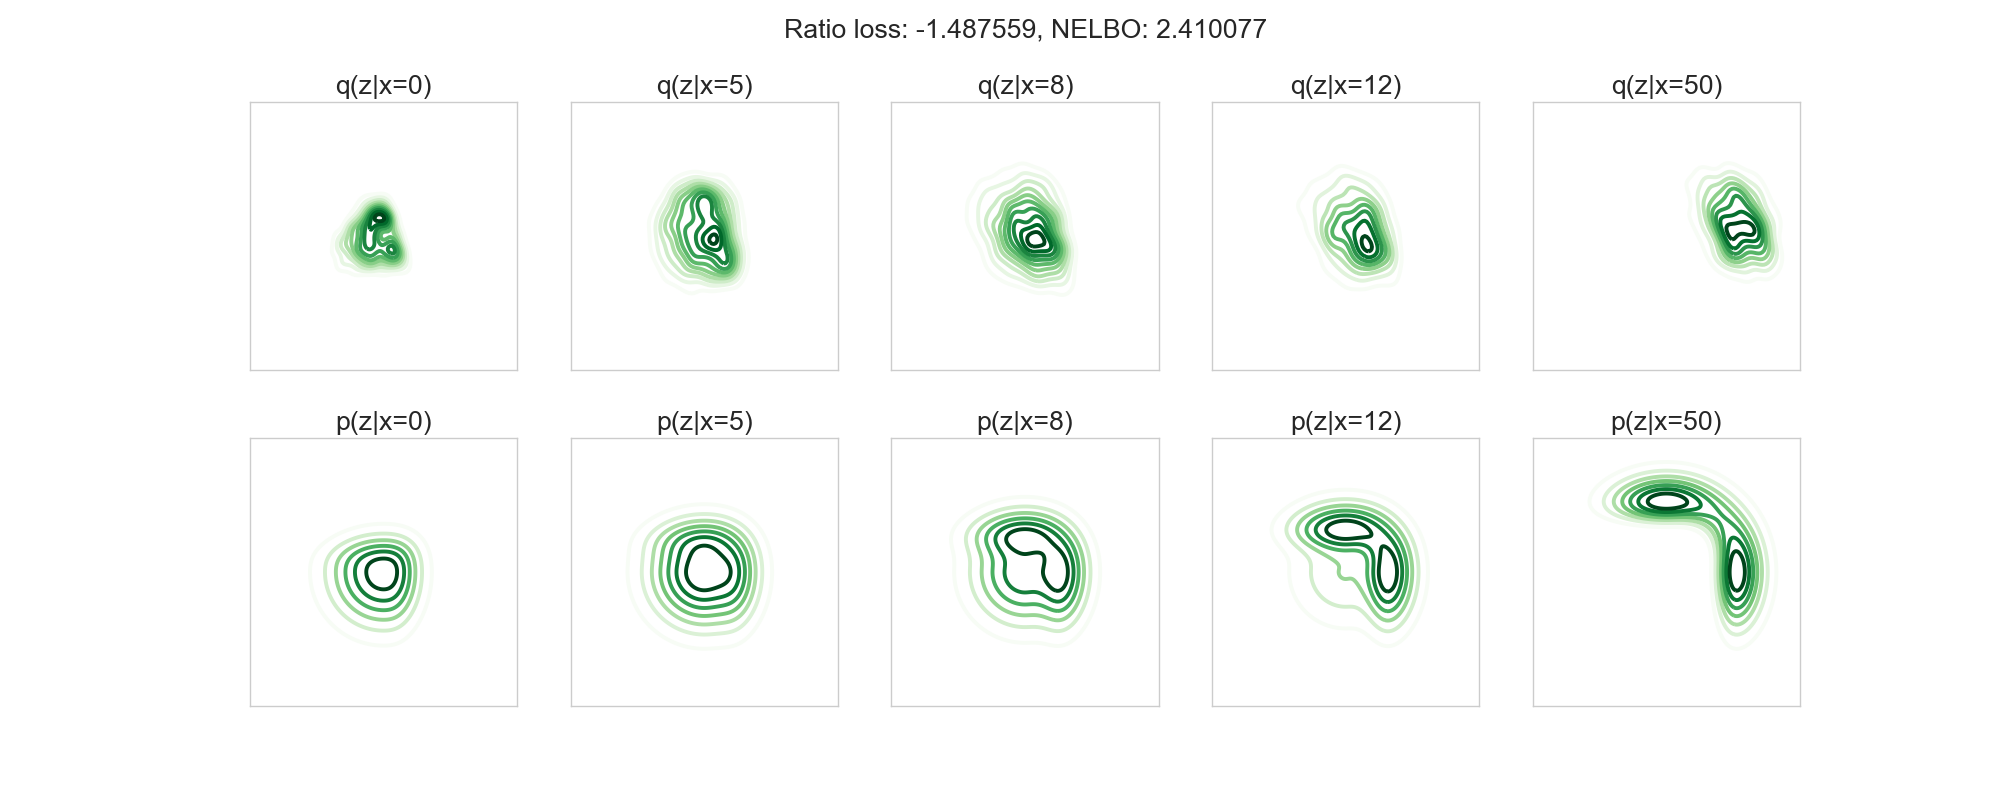 Ratio loss: -1.487559, NELBO: 2.410077
q(z|x=0) q(z|x=5) q(z|x=8) q(z|x=12) q(z|x=50)
p(z|x=0) p(z|x=5) p(z|x=8) p(z|x=12) p(z|x=50)